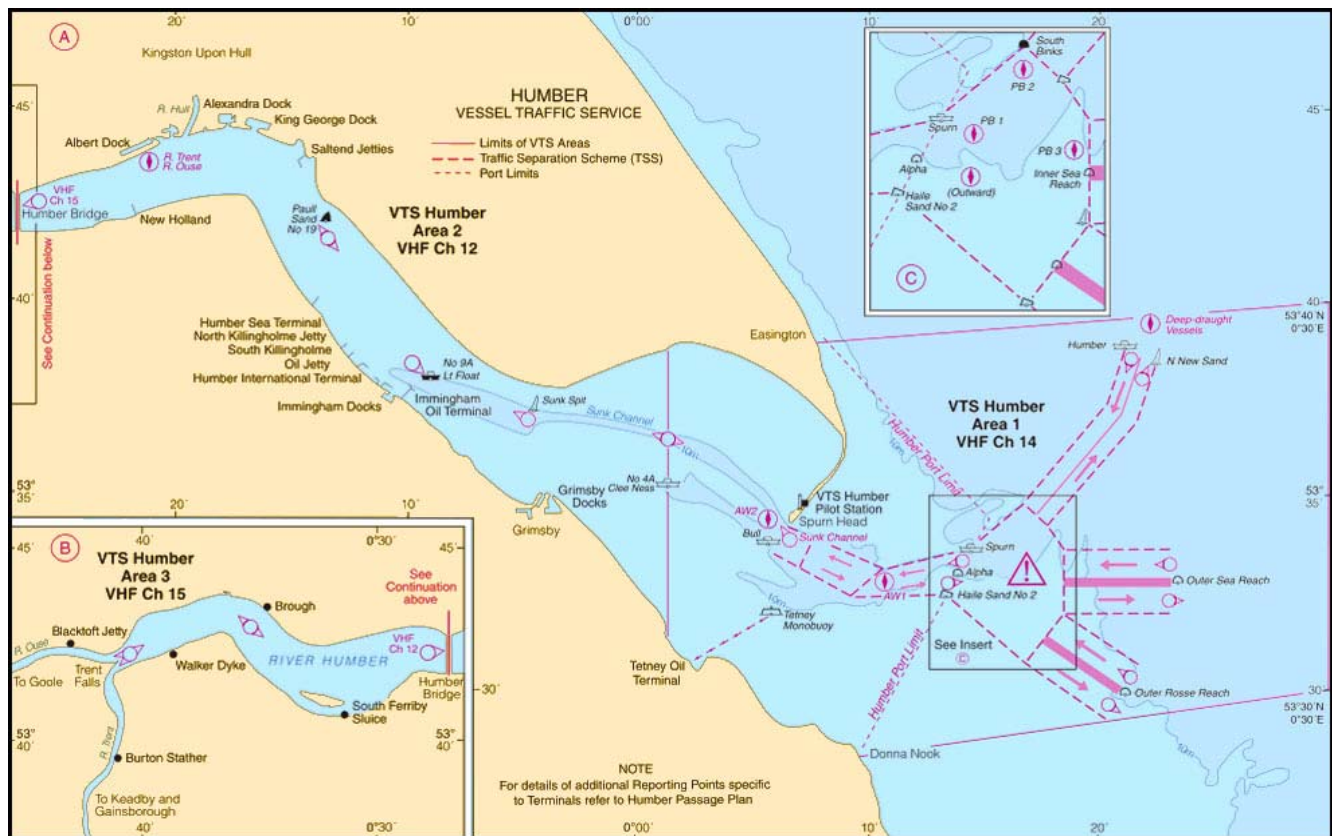 20´
0°00´
10
20´
A
Kingston Upon Hull
45´
R. Hull
Alexandra Dock
King George Dock
Albert Dock
Saltend Jetties
R. Trent
R. Ouse
VHF
Ch 15
Humber Bridge
New Holland
See Continuation below
40´
HUMBER
VESSEL TRAFFIC SERVICE
Limits of VTS Areas
Traffic Separation Scheme (TSS)
Port Limits
Paull
Sand
No 19
VTS Humber
Area 2
VHF Ch 12
Humber Sea Terminal
North Killingholme Jetty
South Killingholme
Oil Jetty
Humber International Terminal
Immingham Docks
Immingham
Oil Terminal
No 9A
Lt Float
Sunk Spit
Sunk Channel
10m
Easington
53°
35´
10´
20´
Grimsby
Docks
Grimsby
No 4A
Clee Ness
VTS Humber
Pilot Station
Spurn Head
AW2
Sunk Channel
Bull
AW1
10m
Tetney
Monobuoy
Tetney Oil
Terminal
Humber Port Limit
10m
Spurn
Alpha
Haile Sand No 2
See Insert
C
Humber Port Limit
Donna Nook
South
Binks
PB 2
PB 1
Spurn
PB 3
Alpha
Inner Sea
Reach
(Outward)
Haile
Sand No 2
C
45´
40´
53°40´N
0°30´E
Deep-draught
Vessels
Humber
N New Sand
VTS Humber
Area 1
VHF Ch 14
53°
35´
Outer Sea Reach
Outer Rosse Reach
30´
53°30´N
0°30´E
10m
B
45´
40´
0°30´
45´
VTS Humber
Area 3
VHF Ch 15
See
Continuation
above
Brough
Blacktoft Jetty
R. Ouse
To Goole
Trent
Falls
Walker Dyke
RIVER HUMBER
VHF
Ch 12
Humber
Bridge
South Ferriby
Sluice
R. Trent
Burton Stather
To Keadby and
Gainsborough
53°
40´
30´
40´
0°30´
NOTE
For details of additional Reporting Points specific
to Terminals refer to Humber Passage Plan
0°00´
10´
20´